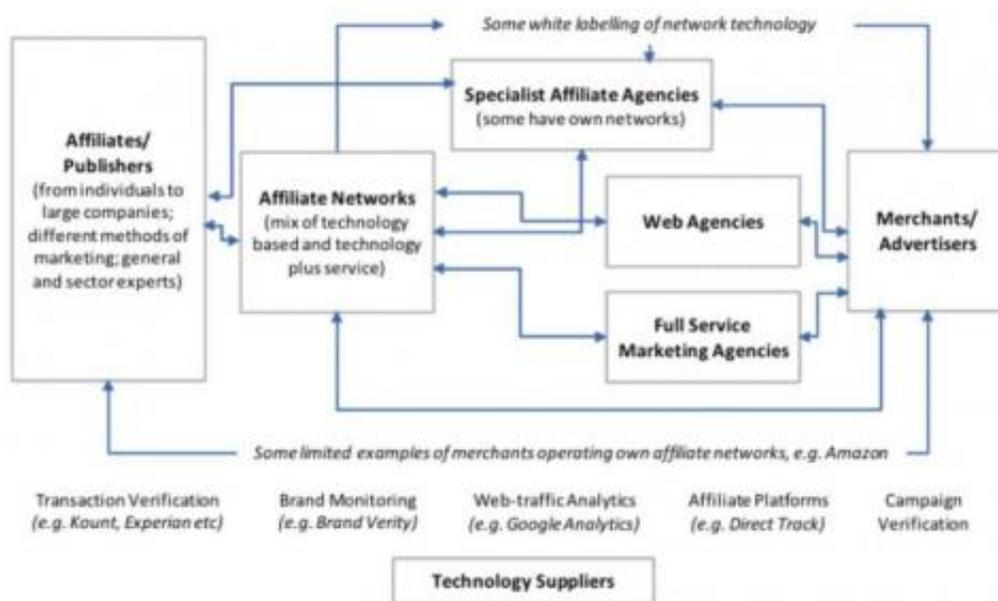 Some white labelling of network technology
Specialist Affiliate Agencies
(some have own networks)
Affiliates/
Publishers
(from individuals to
large companies;
different methods of
marketing; general
and sector experts)
Affiliate Networks
(mix of technology
based and technology
plus service)
Web Agencies
Merchants/
Advertisers
Full Service
Marketing Agencies
Some limited examples of merchants operating own affiliate networks, e.g. Amazon
Transaction Verification
(e.g. Kount, Experian etc)
Brand Monitoring
(e.g. Brand Verity)
Web-traffic Analytics
(e.g. Google Analytics)
Affiliate Platforms
(e.g. Direct Track)
Campaign
Verification
Technology Suppliers